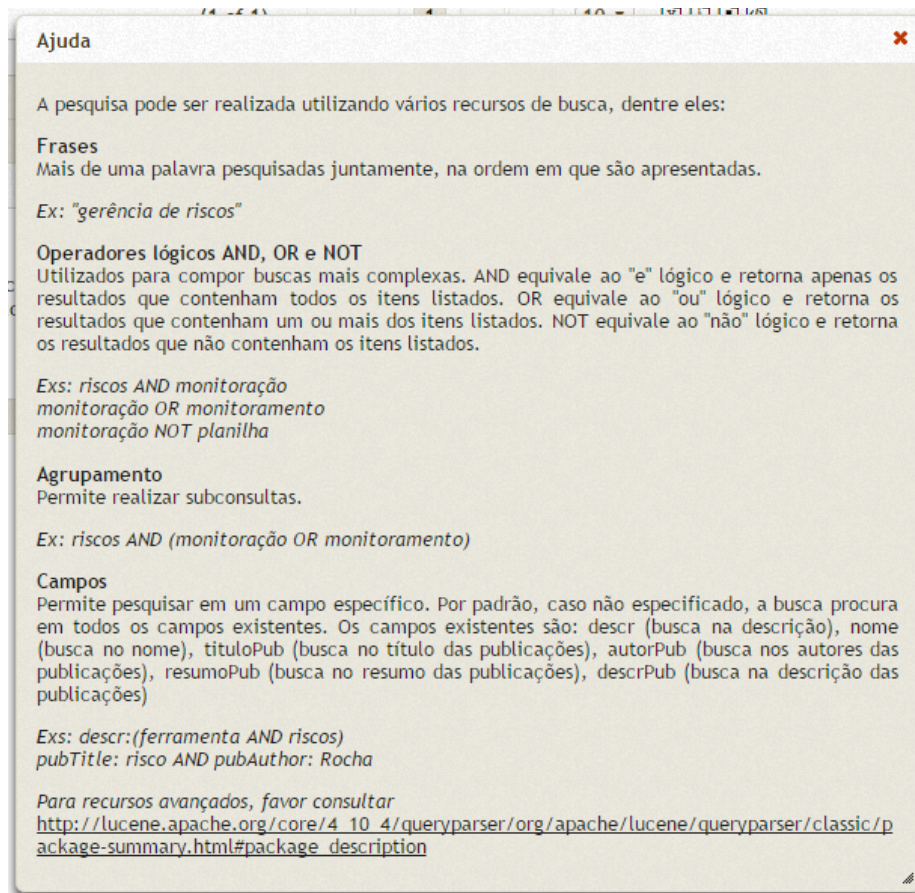 (1 of 1) 1 10
Ajuda
A pesquisa pode ser realizada utilizando vários recursos de busca, dentre eles:
Frases
Mais de uma palavra pesquisadas juntamente, na ordem em que são apresentadas.
Ex: "gerência de riscos"
Operadores lógicos AND, OR e NOT
Utilizados para compor buscas mais complexas. AND equivale ao "e" lógico e retorna apenas os
resultados que contenham todos os itens listados. OR equivale ao "ou" lógico e retorna os
resultados que contenham um ou mais dos itens listados. NOT equivale ao "não" lógico e retorna
os resultados que não contenham os itens listados.
Exs: riscos AND monitoração
monitoração OR monitoramento
monitoração NOT planilha
Agrupamento
Permite realizar subconsultas.
Ex: riscos AND (monitoração OR monitoramento)
Campos
Permite pesquisar em um campo específico. Por padrão, caso não especificado, a busca procura
em todos os campos existentes. Os campos existentes são: descr (busca na descrição), nome
(busca no nome), tituloPub (busca no título das publicações), autorPub (busca nos autores das
publicações), resumoPub (busca no resumo das publicações), descrPub (busca na descrição das
publicações)
Exs: descr:(ferramenta AND riscos)
pubTitle: risco AND pubAuthor: Rocha
Para recursos avançados, favor consultar
http://lucene.apache.org/core/4_10_4/queryparser/org/apache/lucene/queryparser/classic/p
ackage-summary.html#package_description